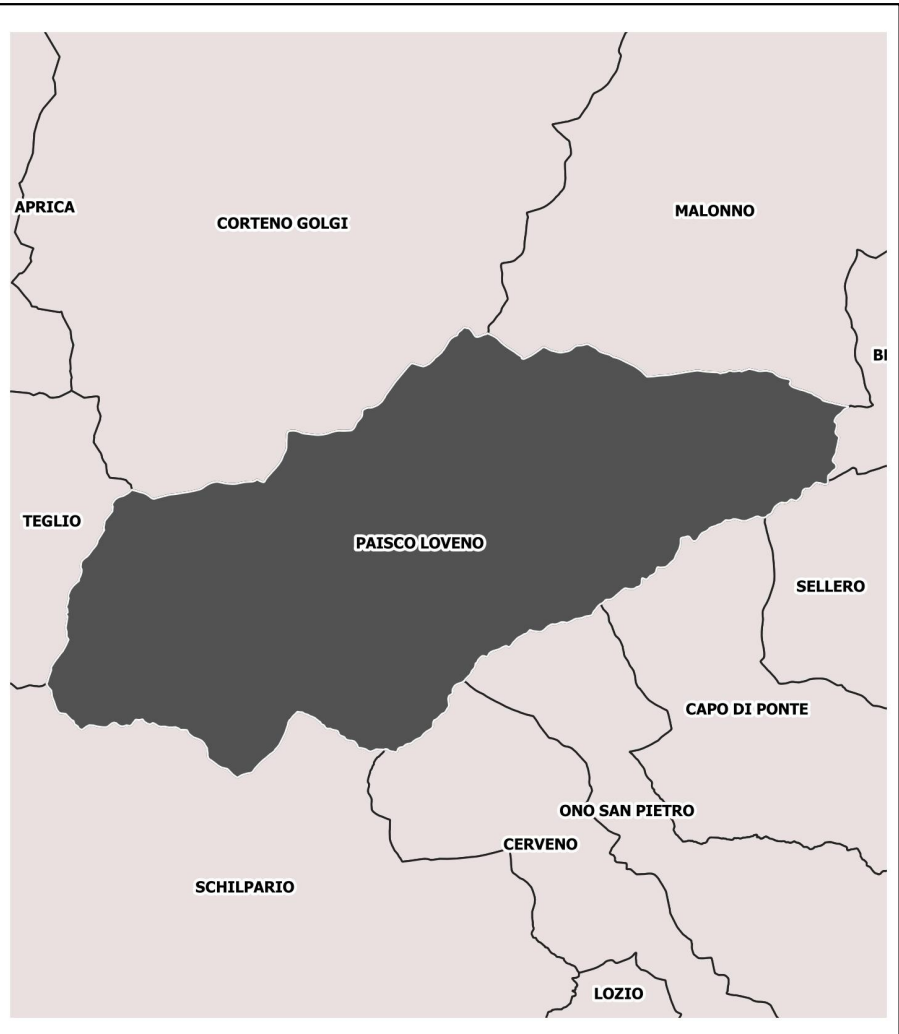 APRICA
CORTENO GOLGI
MALONNO
TEGLIO
PAISCO LOVENO
SELLERO
CAPO DI PONTE
ONO SAN PIETRO
CERVENO
SCHILPARIO
LOZIO